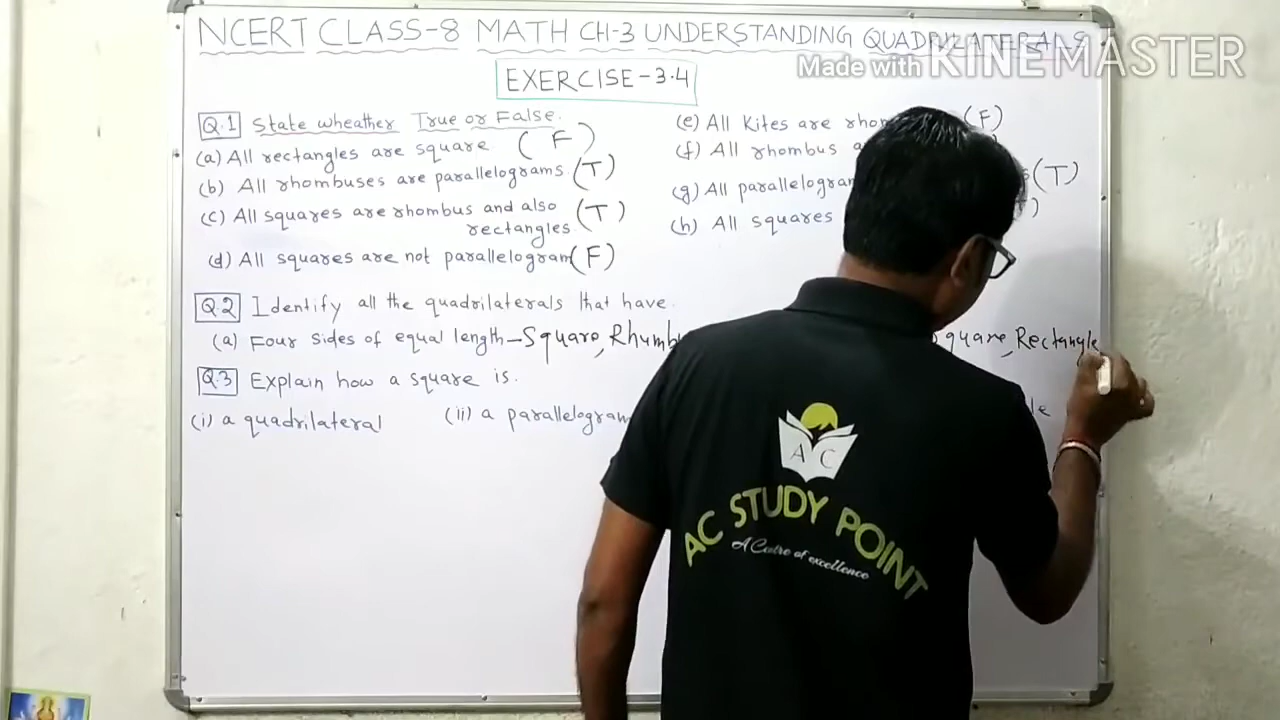 NCERT CLASS-8 MATH CH-3 UNDERSTANDING QUADRILATERALS
Made with KINEMASTER
EXERCISE-3.4
Q.1 State wheather True or False.
(a) All rectangles are square (F)
(b) All rhombuses are parallelograms. (T)
(c) All squares are rhombus and also (T)
rectangles.
(d) All squares are not parallelogram (F)
(e) All Kites are (F)
(f) All rhombus
(g) All (T)
(h) All squares
Q.2 Identify all the quadrilaterals that have.
(a) Four sides of equal length - Square, Square, Rectangle
Q.3 Explain how a square is.
(i) a quadrilateral (ii) a parallelogram
AC
AC STUDY POINT
A Centre of excellence